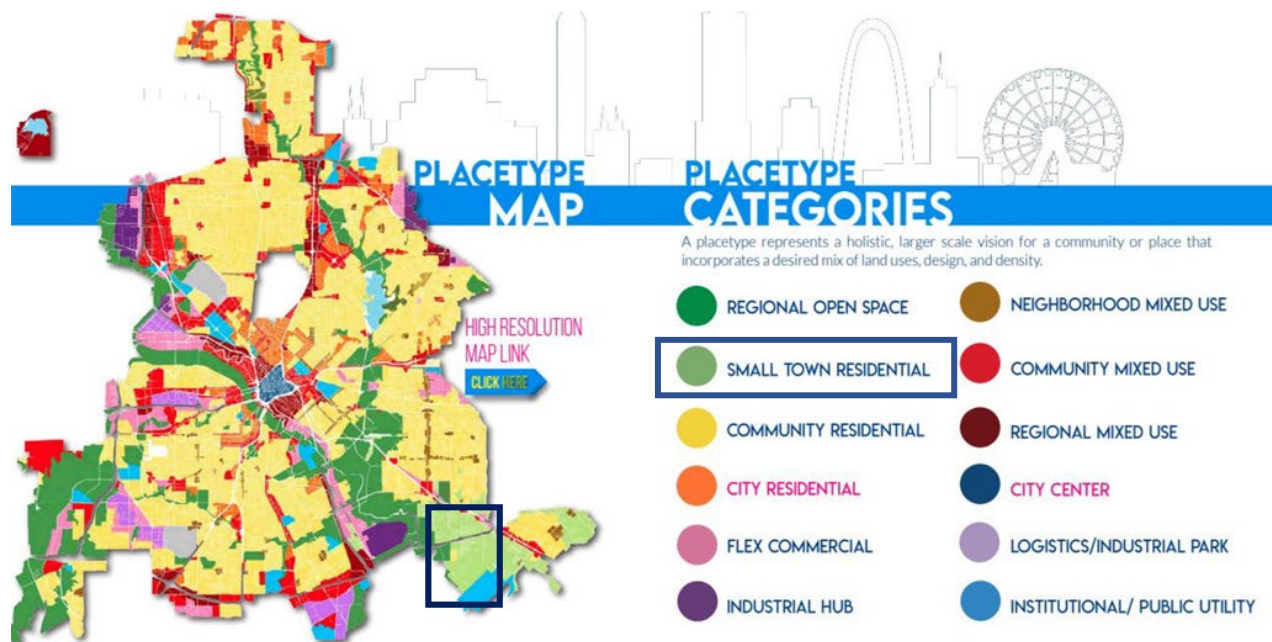 PLACETYPE
MAP
HIGH RESOLUTION
MAP LINK
CLICK HERE
PLACETYPE
CATEGORIES
A placetype represents a holistic, larger scale vision for a community or place that
incorporates a desired mix of land uses, design, and density.
REGIONAL OPEN SPACE
SMALL TOWN RESIDENTIAL
COMMUNITY RESIDENTIAL
CITY RESIDENTIAL
FLEX COMMERCIAL
INDUSTRIAL HUB
NEIGHBORHOOD MIXED USE
COMMUNITY MIXED USE
REGIONAL MIXED USE
CITY CENTER
LOGISTICS/INDUSTRIAL PARK
INSTITUTIONAL/ PUBLIC UTILITY